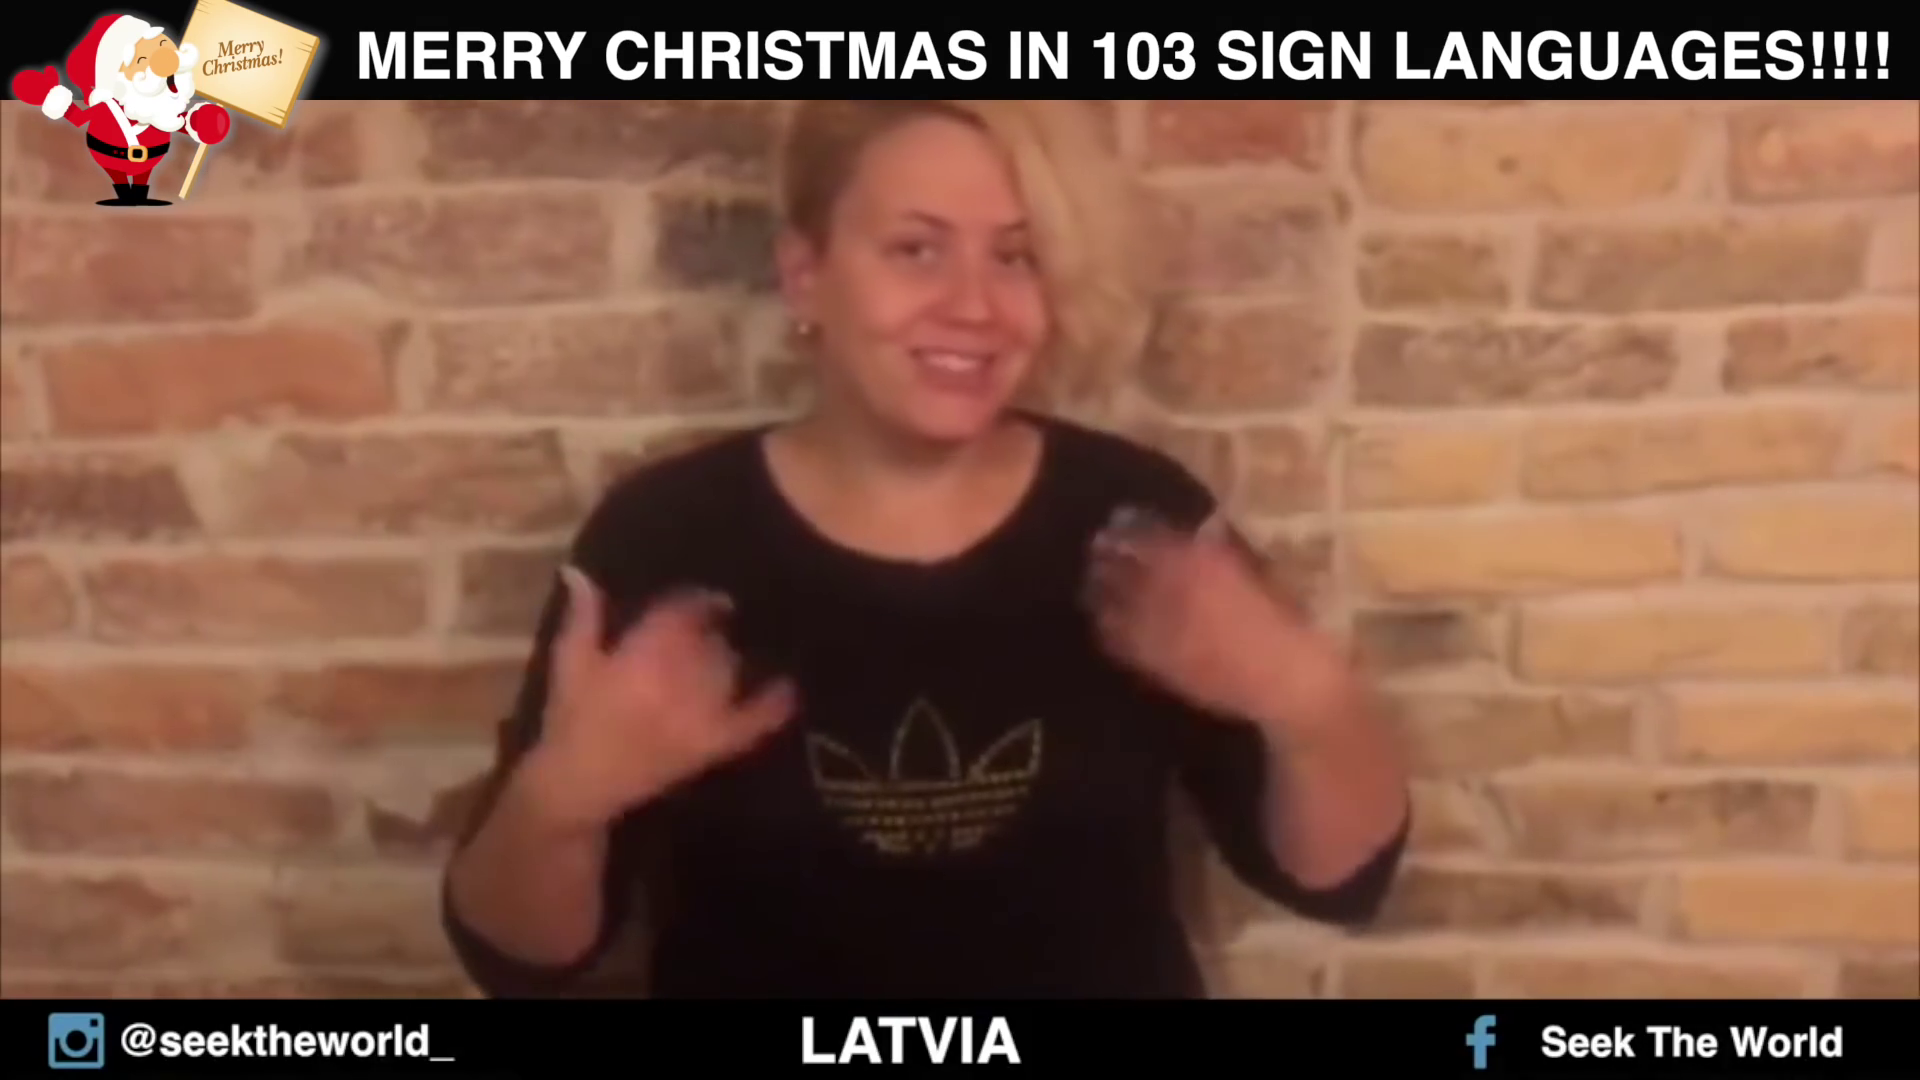 Merry
Christmas!
MERRY CHRISTMAS IN 103 SIGN LANGUAGES!!!!
@seektheworld_
LATVIA
Seek The World